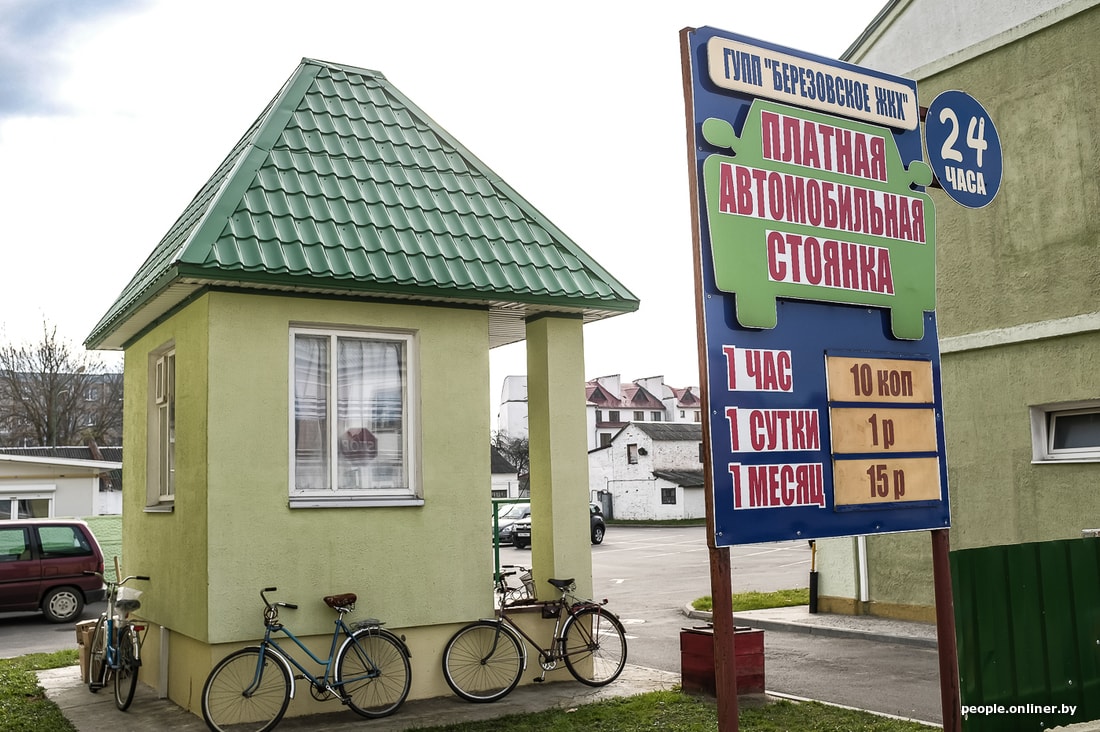 ГУПП "БЕРЕЗОВСКОЕ ЖКХ"
ПЛАТНАЯ
АВТОМОБИЛЬНАЯ
СТОЯНКА
24
ЧАСА
1 ЧАС 10 коп
1 СУТКИ 1 р
1 МЕСЯЦ 15 р
people.onliner.by